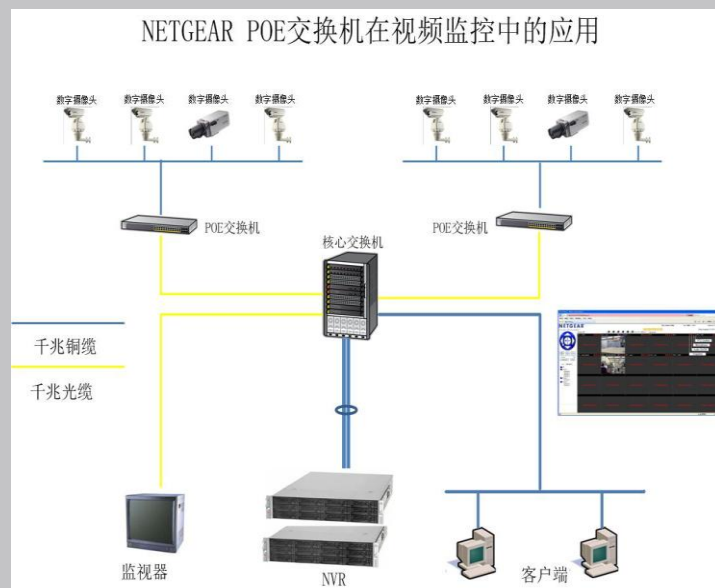 NETGEAR POE交换机在视频监控中的应用
数字摄像头
数字摄像头
数字摄像头
数字摄像头
数字摄像头
数字摄像头
数字摄像头
数字摄像头
POE交换机
POE交换机
核心交换机
NETGEAR
千兆铜缆
千兆光缆
监视器
NVR
客户端